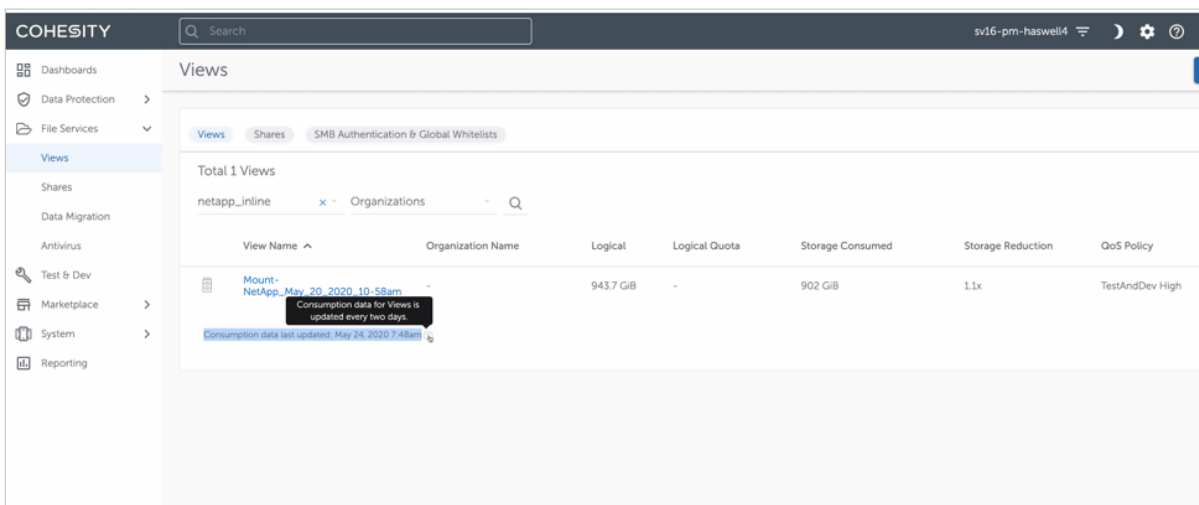 COHESITY
Search
sv16-pm-haswell4
Dashboards
Data Protection
File Services
Views
Shares
Data Migration
Antivirus
Test & Dev
Marketplace
System
Reporting
Views
Views Shares SMB Authentication & Global Whitelists
Total 1 Views
netapp_inline × Organizations
View Name Organization Name Logical Logical Quota Storage Consumed Storage Reduction QoS Policy
Mount-
NetApp_May_20_2020_10-58am - 943.7 GiB - 902 GiB 1.1x TestAndDev High
Consumption data for Views is
updated every two days.
Consumption data last updated: May 24, 2020 7:48am